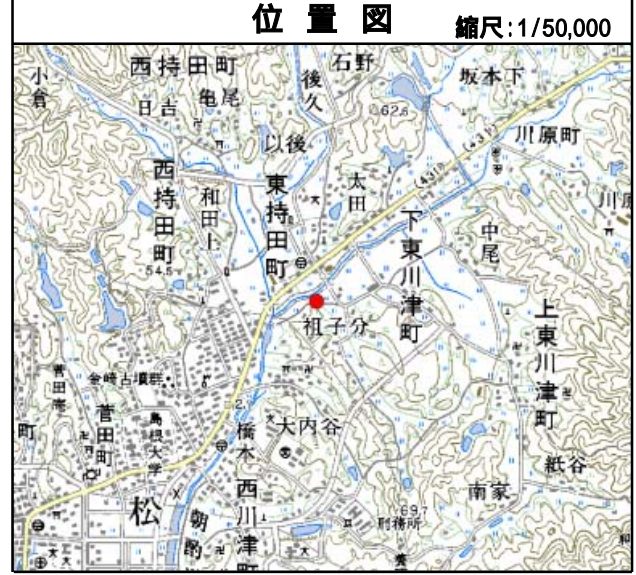 位置図
縮尺:1/50,000
小倉
西持田町
石野
坂本下
日吉
亀尾
後久
62.8
川原町
以後
(431)
(431)
西持田町
和田上
東持田町
太田
下東川津町
中尾
川原
54.5
祖子分
上東川津町
金崎古墳群
菅田町
島根大学
橋本
大内谷
紙谷
町
松
西川津町
南家
69.7
刑務所
朝酌